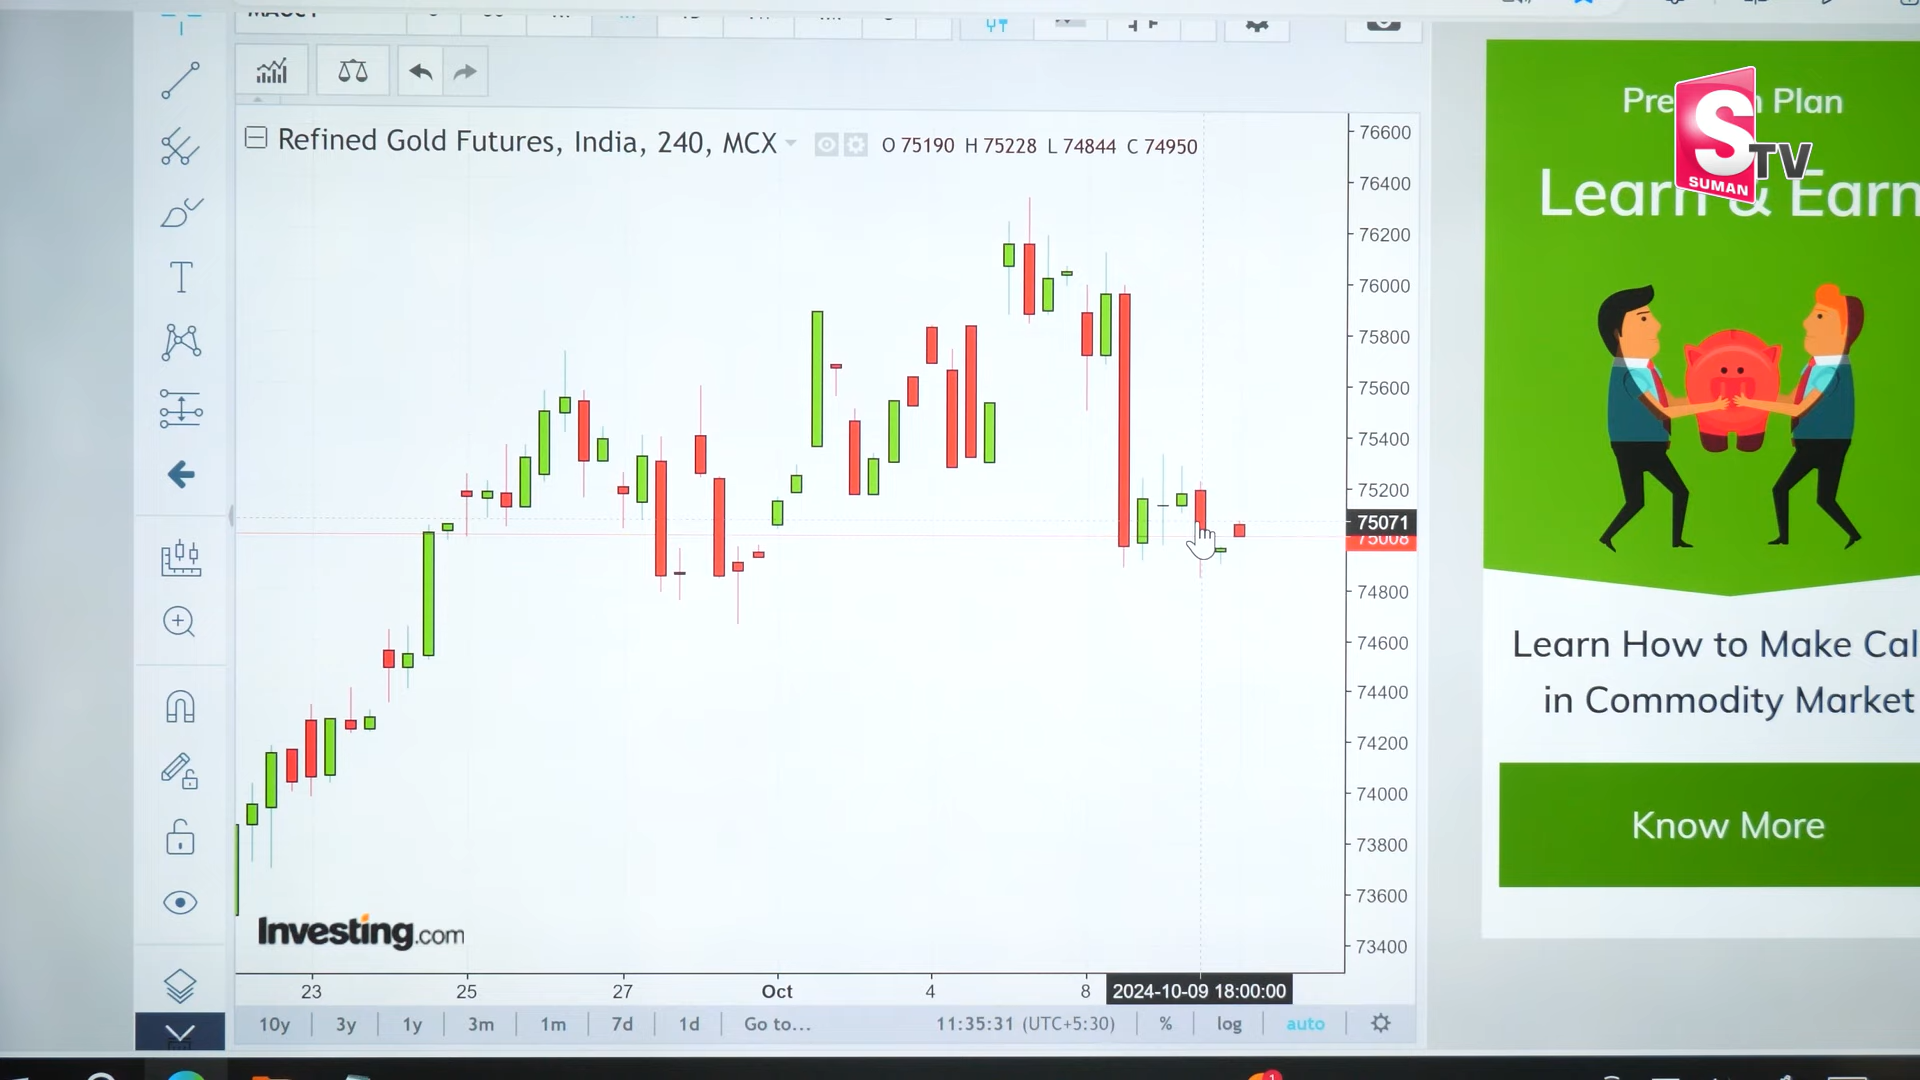 Refined Gold Futures, India, 240, MCX
O 75190 H 75228 L 74844 C 74950
76600
76400
76200
76000
75800
75600
75400
75200
75071
75008
74800
74600
74400
74200
74000
73800
73600
73400
Investing.com
23
25
27
Oct
4
8
2024-10-09 18:00:00
10y
3y
1y
3m
1m
7d
1d
Go to...
11:35:31 (UTC+5:30)
%
log
auto
Plan
S TV
SUMAN
Learn & Earn
Learn How to Make
in Commodity Market
Know More
1